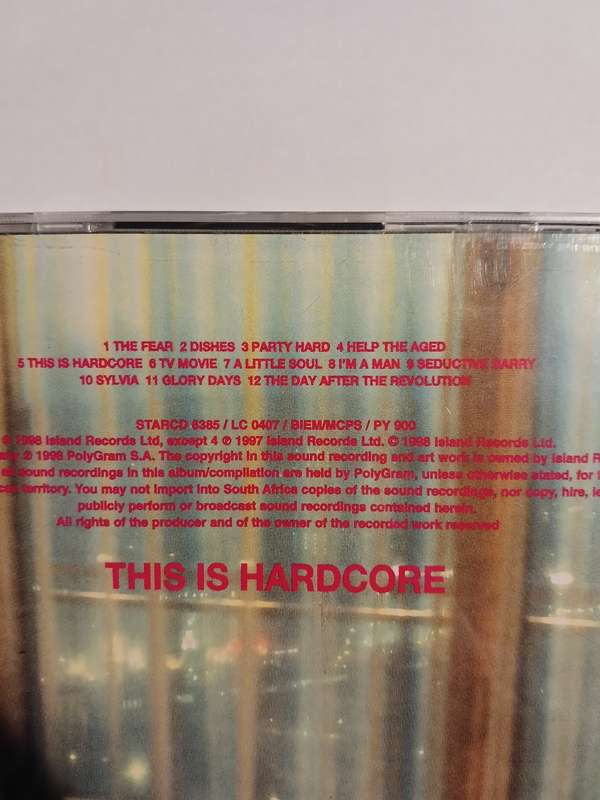 1 THE FEAR 2 DISHES 3 PARTY HARD 4 HELP THE AGED
5 THIS IS HARDCORE 6 TV MOVIE 7 A LITTLE SOUL 8 I'M A MAN 9 SEDUCTIVE BARRY
10 SYLVIA 11 GLORY DAYS 12 THE DAY AFTER THE REVOLUTION
STARCD 6385 / LC 0407 / BIEM/MCPS / PY 900
℗ 1998 Island Records Ltd, except 4 ℗ 1997 Island Records Ltd. © 1998 Island Records Ltd.
℗ 1998 PolyGram S.A. The copyright in this sound recording and art work is owned by Island
sound recordings in this album/compilation are held by PolyGram, unless otherwise stated, for
territory. You may not import into South Africa copies of the sound recordings, nor copy, hire,
publicly perform or broadcast sound recordings contained herein.
All rights of the producer and of the owner of the recorded work reserved
THIS IS HARDCORE